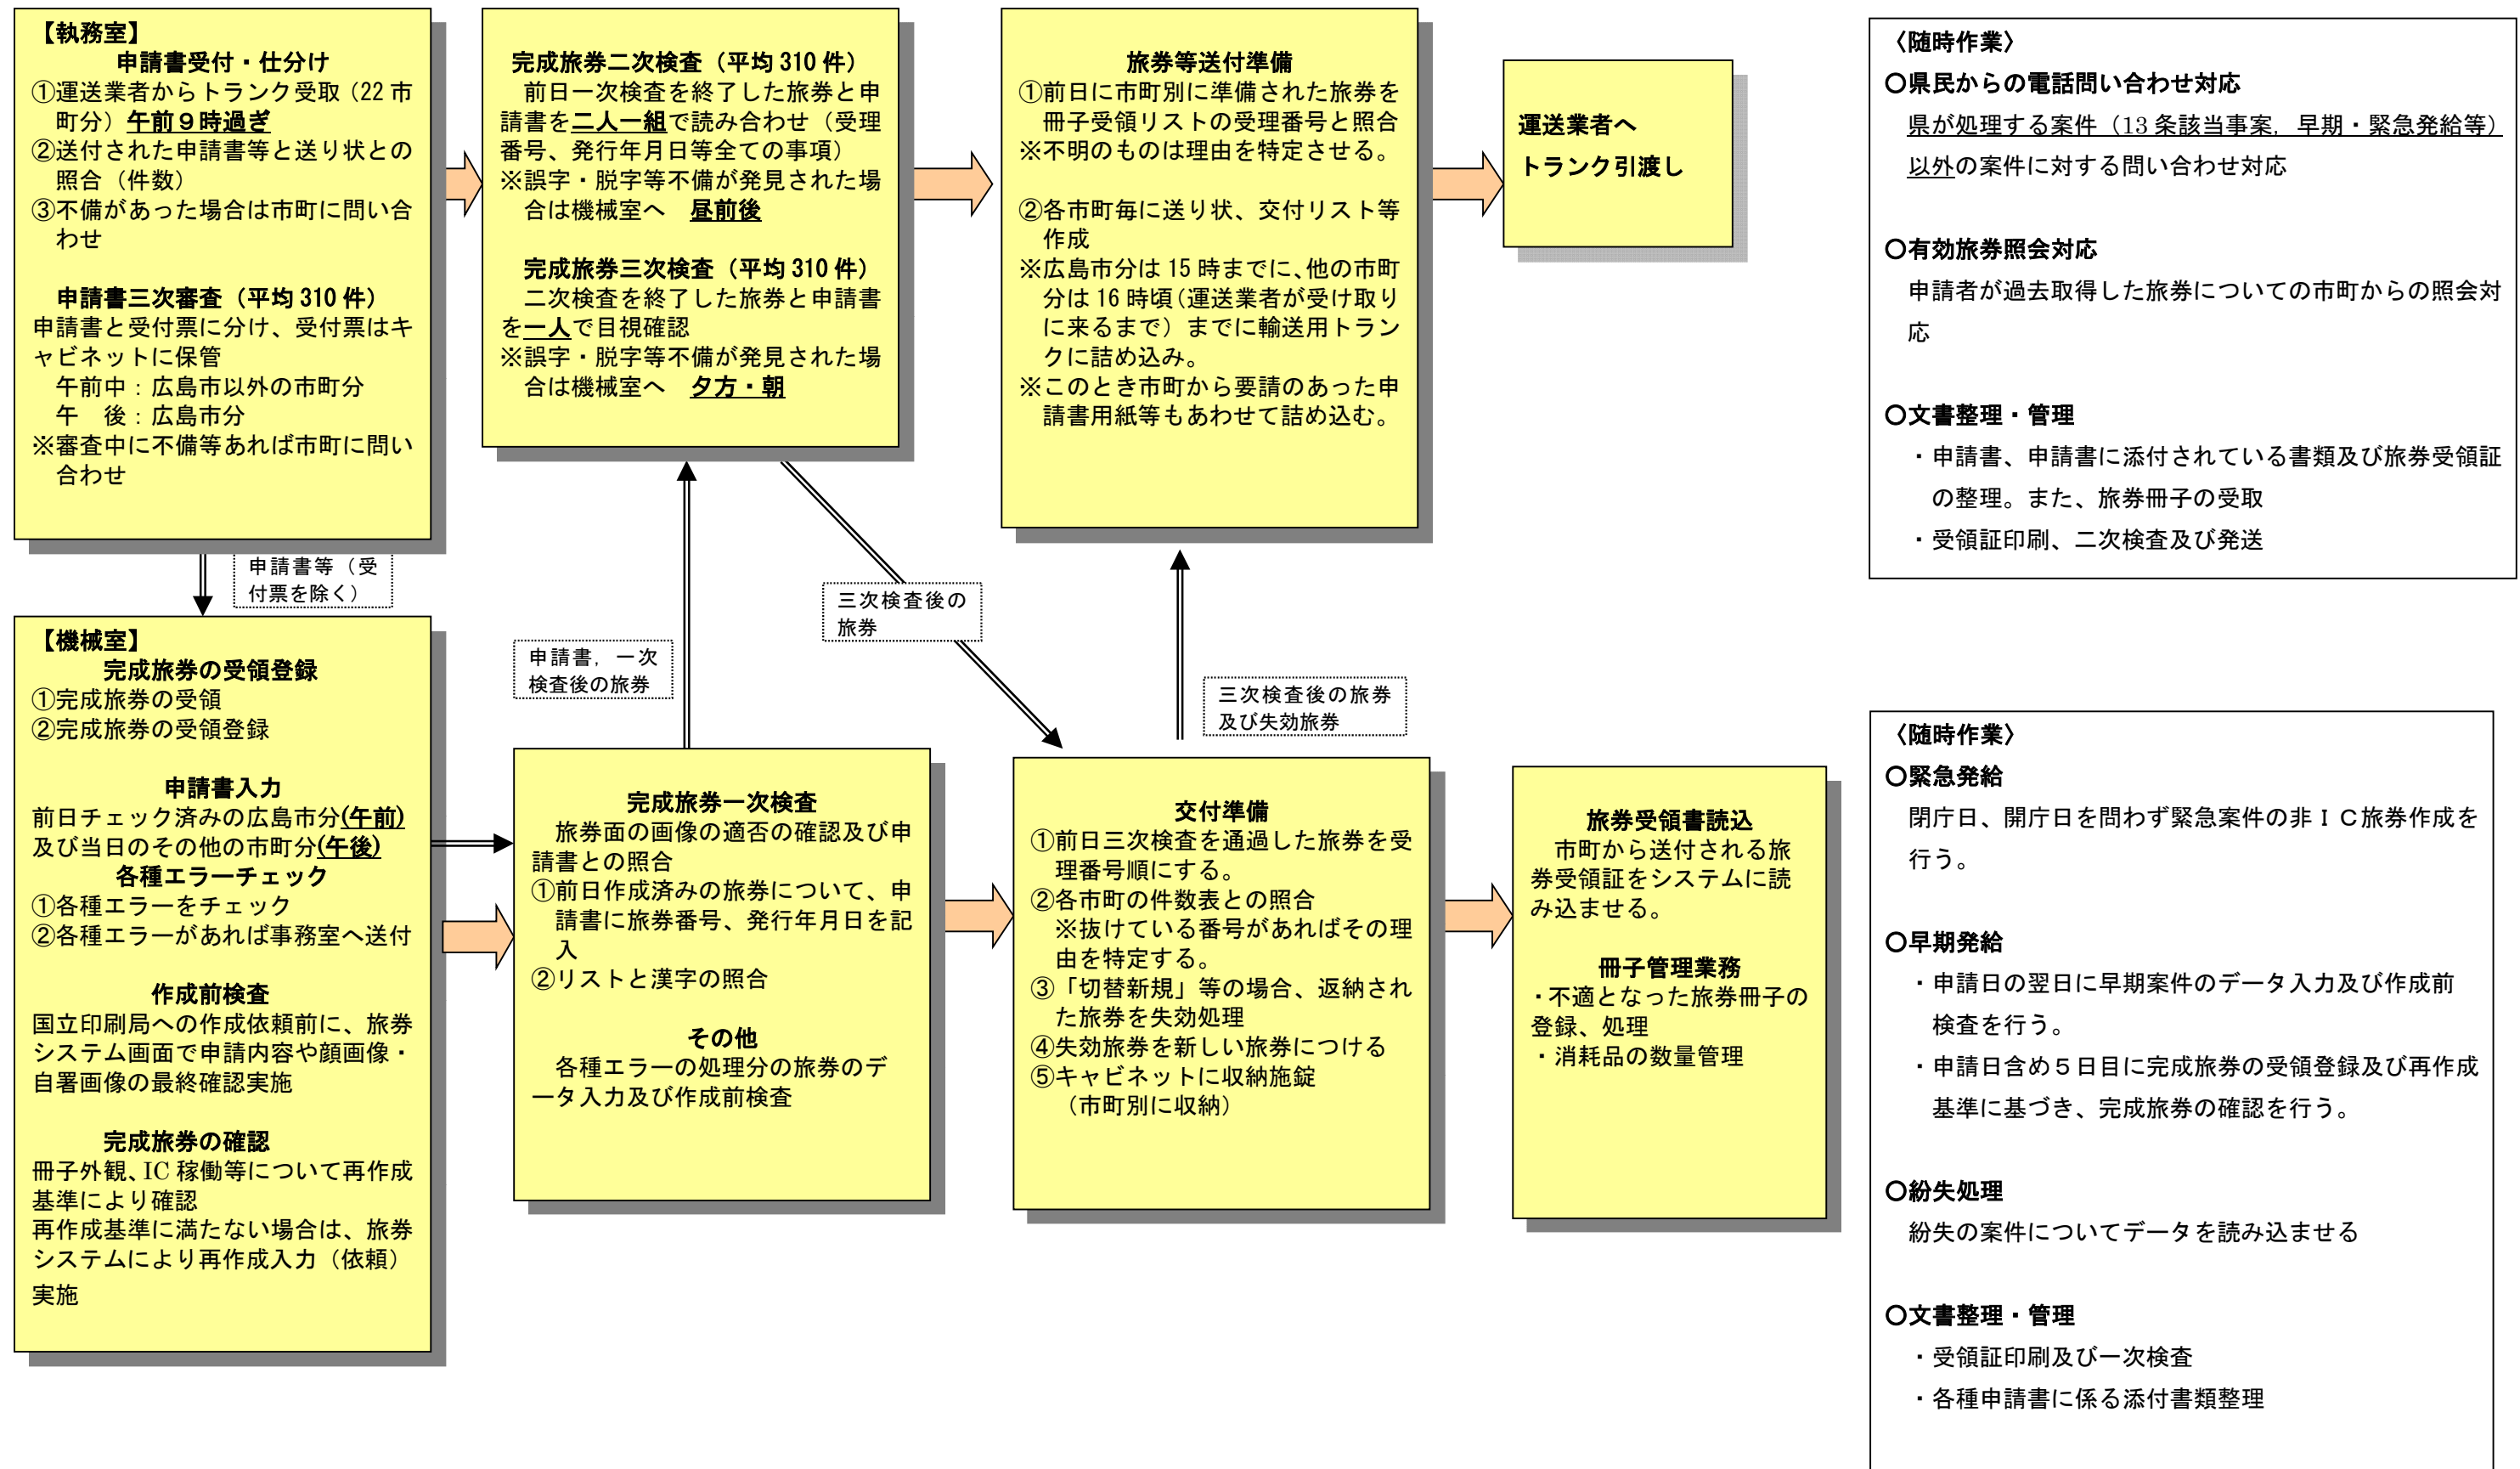 【執務室】
申請書受付・仕分け
①運送業者からトランク受取（22 市
町分）午前９時過ぎ
②送付された申請書等と送り状との
照合（件数）
③不備があった場合は市町に問い合
わせ
申請書三次審査（平均 310 件）
申請書と受付票に分け、受付票はキ
ャビネットに保管
午前中：広島市以外の市町分
午　後：広島市分
※審査中に不備等あれば市町に問い
合わせ
完成旅券二次検査（平均 310 件）
前日一次検査を終了した旅券と申
請書を二人一組で読み合わせ（受理
番号、発行年月日等全ての事項）
※誤字・脱字等不備が発見された場
合は機械室へ　昼前後
完成旅券三次検査（平均 310 件）
二次検査を終了した旅券と申請書
を一人で目視確認
※誤字・脱字等不備が発見された場
合は機械室へ　夕方・朝
旅券等送付準備
①前日に市町別に準備された旅券を
冊子受領リストの受理番号と照合
※不明のものは理由を特定させる。
②各市町毎に送り状、交付リスト等
作成
※広島市分は 15 時までに、他の市町
分は 16 時頃（運送業者が受け取り
に来るまで）までに輸送用トラン
クに詰め込み。
※このとき市町から要請のあった申
請書用紙等もあわせて詰め込む。
運送業者へ
トランク引渡し
〈随時作業〉
○県民からの電話問い合わせ対応
県が処理する案件（13 条該当事案，早期・緊急発給等）
以外の案件に対する問い合わせ対応
○有効旅券照会対応
申請者が過去取得した旅券についての市町からの照会対
応
○文書整理・管理
・申請書、申請書に添付されている書類及び旅券受領証
の整理。また、旅券冊子の受取
・受領証印刷、二次検査及び発送
申請書等（受
付票を除く）
三次検査後の
旅券
申請書，一次
検査後の旅券
三次検査後の旅券
及び失効旅券
【機械室】
完成旅券の受領登録
①完成旅券の受領
②完成旅券の受領登録
申請書入力
前日チェック済みの広島市分(午前)
及び当日のその他の市町分(午後)
各種エラーチェック
①各種エラーをチェック
②各種エラーがあれば事務室へ送付
作成前検査
国立印刷局への作成依頼前に、旅券
システム画面で申請内容や顔画像・
自署画像の最終確認実施
完成旅券の確認
冊子外観、IC 稼働等について再作成
基準により確認
再作成基準に満たない場合は、旅券
システムにより再作成入力（依頼）
実施
完成旅券一次検査
旅券面の画像の適否の確認及び申
請書との照合
①前日作成済みの旅券について、申
請書に旅券番号、発行年月日を記
入
②リストと漢字の照合
その他
各種エラーの処理分の旅券のデ
ータ入力及び作成前検査
交付準備
①前日三次検査を通過した旅券を受
理番号順にする。
②各市町の件数表との照合
※抜けている番号があればその理
由を特定する。
③「切替新規」等の場合、返納され
た旅券を失効処理
④失効旅券を新しい旅券につける
⑤キャビネットに収納施錠
（市町別に収納）
旅券受領書読込
市町から送付される旅
券受領証をシステムに読
み込ませる。
冊子管理業務
・不適となった旅券冊子の
登録、処理
・消耗品の数量管理
〈随時作業〉
○緊急発給
閉庁日、開庁日を問わず緊急案件の非ＩＣ旅券作成を
行う。
○早期発給
・申請日の翌日に早期案件のデータ入力及び作成前
検査を行う。
・申請日含め５日目に完成旅券の受領登録及び再作成
基準に基づき、完成旅券の確認を行う。
○紛失処理
紛失の案件についてデータを読み込ませる
○文書整理・管理
・受領証印刷及び一次検査
・各種申請書に係る添付書類整理